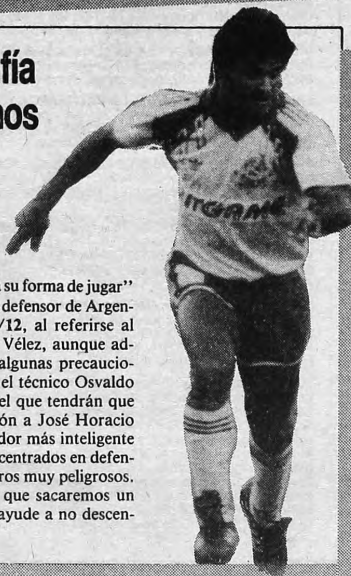 fía
nos
su forma de jugar"
defensor de Argen-
/12, al referirse al
Vélez, aunque ad-
algunas precaucio-
el técnico Osvaldo
el que tendrán que
ón a José Horacio
dor más inteligente
centrados en defen-
ros muy peligrosos.
que sacaremos un
ayude a no descen-